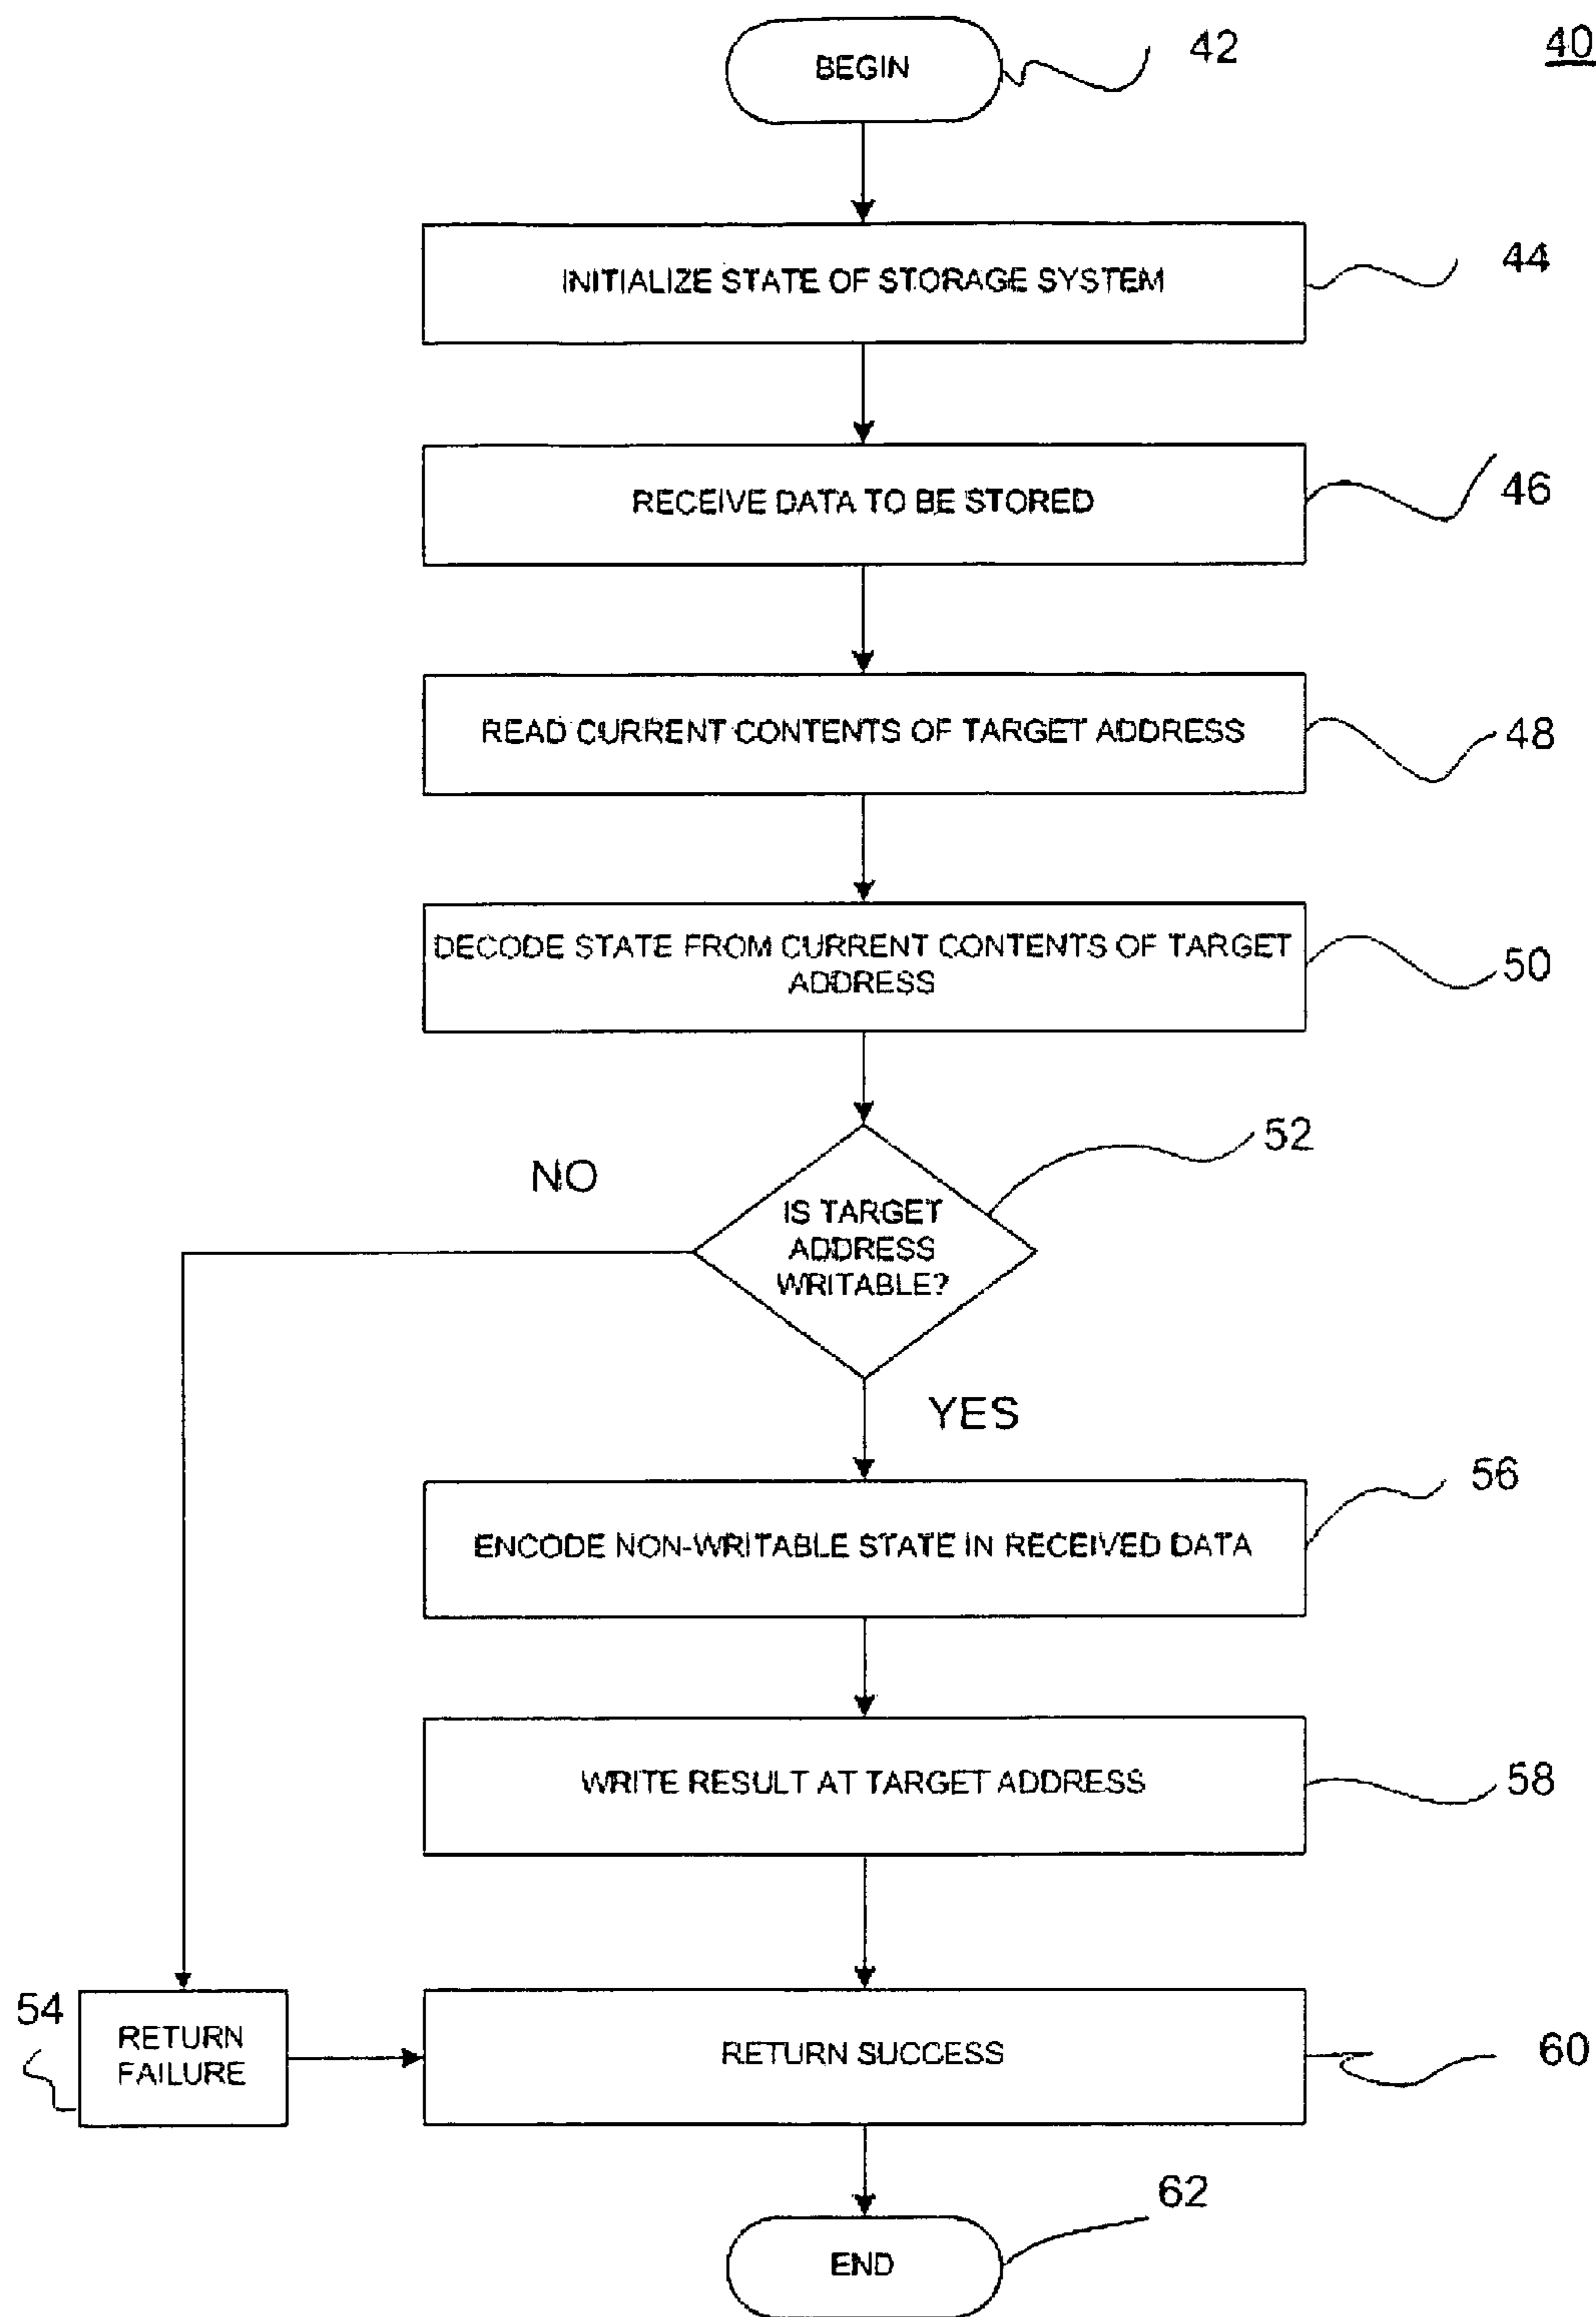 40
BEGIN
42
INITIALIZE STATE OF STORAGE SYSTEM
44
RECEIVE DATA TO BE STORED
46
READ CURRENT CONTENTS OF TARGET ADDRESS
48
DECODE STATE FROM CURRENT CONTENTS OF TARGET
ADDRESS
50
52
NO
IS TARGET
ADDRESS
WRITABLE?
YES
56
ENCODE NON-WRITABLE STATE IN RECEIVED DATA
WRITE RESULT AT TARGET ADDRESS
58
54
RETURN
FAILURE
RETURN SUCCESS
60
62
END